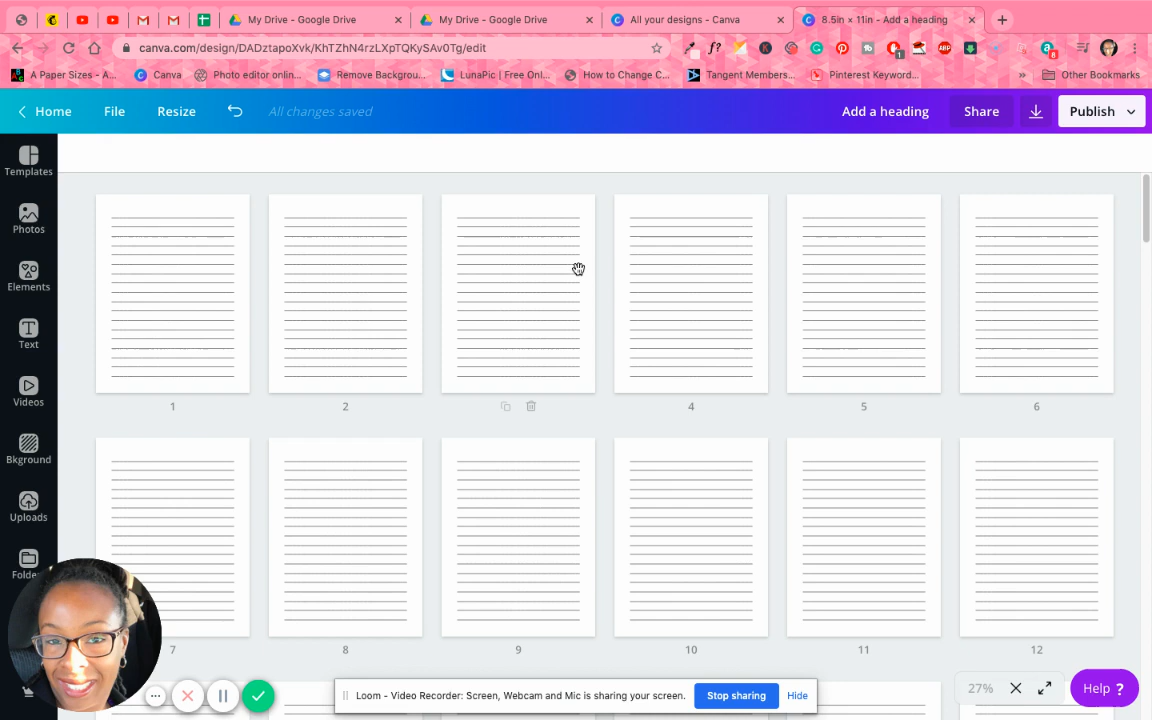 My Drive - Google Drive
My Drive - Google Drive
All your designs - Canva
8.5in × 11in - Add a heading
canva.com/design/DADztapoXvk/KhTZhN4rzLXpTQKySAv0Tg/edit
A Paper Sizes - A...
Canva
Photo editor onlin...
Remove Backgrou...
LunaPic | Free Onl...
How to Change C...
Tangent Members...
Pinterest Keyword...
Other Bookmarks
Home
File
Resize
All changes saved
Add a heading
Share
Publish
Templates
Photos
Elements
Text
Videos
Bkground
Uploads
Folde
1
2
4
5
6
7
8
9
10
11
12
Loom - Video Recorder: Screen, Webcam and Mic is sharing your screen.
Stop sharing
Hide
27%
Help ?